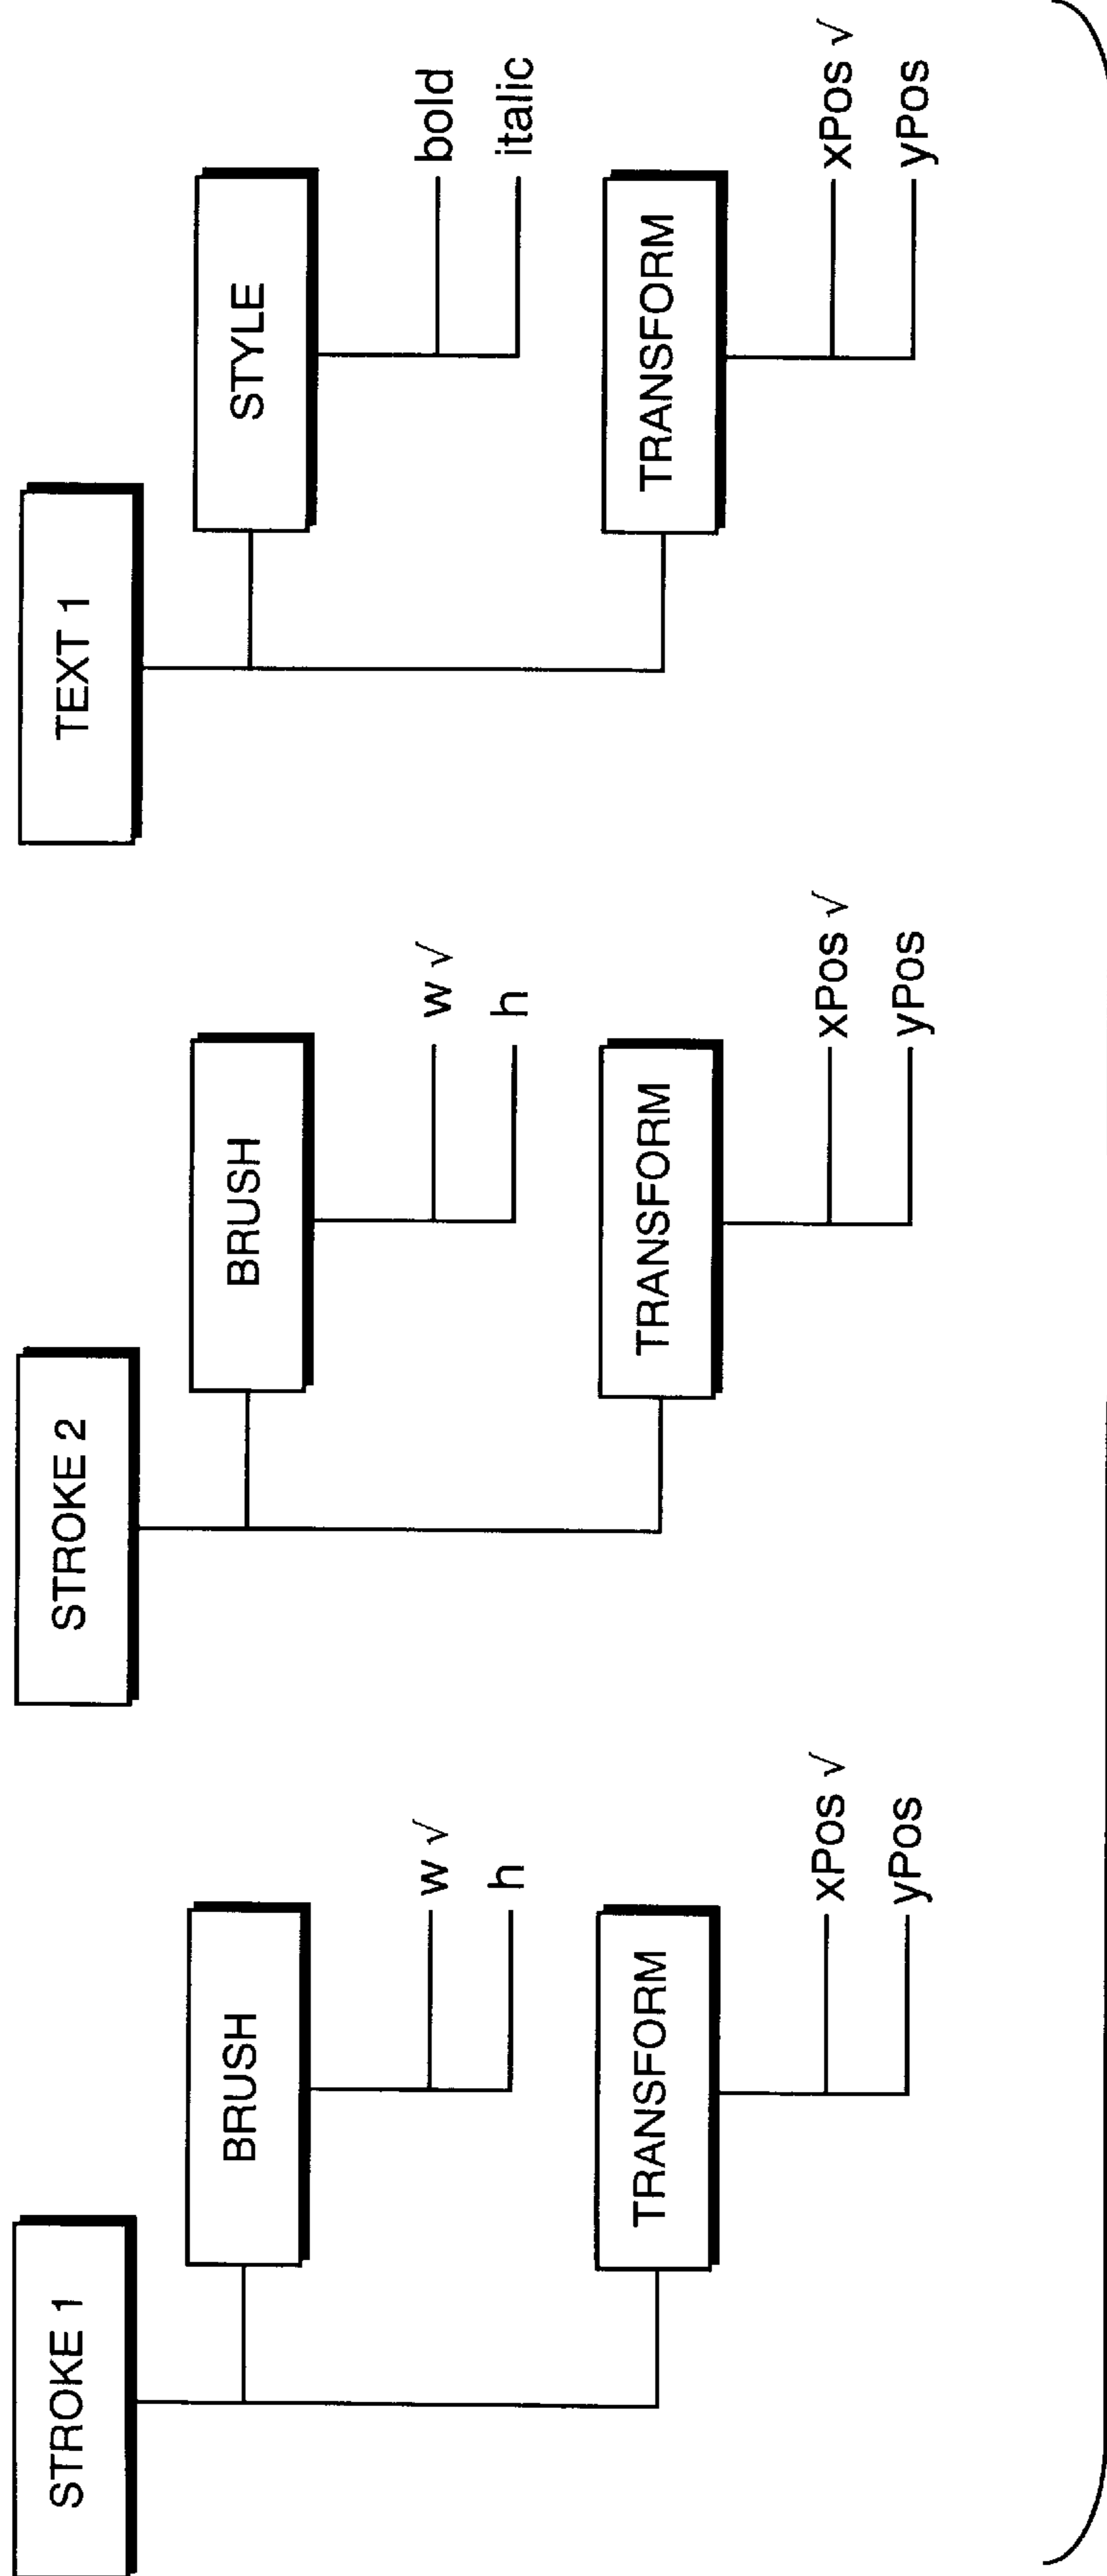 STROKE 1
BRUSH
w √
h
TRANSFORM
xPos √
yPos
STROKE 2
BRUSH
w √
h
TRANSFORM
xPos √
yPos
TEXT 1
STYLE
bold
italic
TRANSFORM
xPos √
yPos